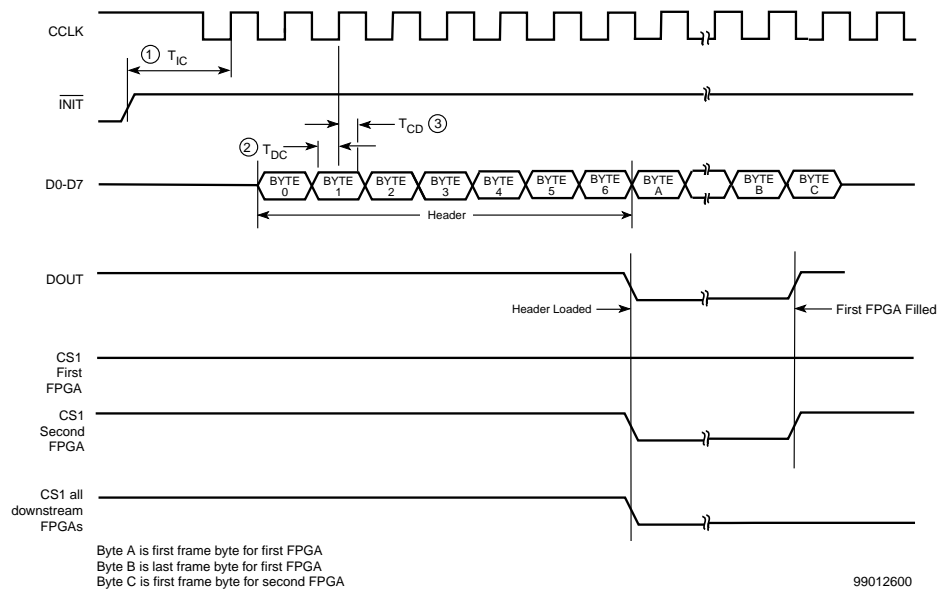 CCLK
① T_IC
INIT
T_CD ③
② T_DC
D0-D7
BYTE 0
BYTE 1
BYTE 2
BYTE 3
BYTE 4
BYTE 5
BYTE 6
BYTE A
BYTE B
BYTE C
Header
DOUT
Header Loaded
First FPGA Filled
CS1
First
FPGA
CS1
Second
FPGA
CS1 all
downstream
FPGAs
Byte A is first frame byte for first FPGA
Byte B is last frame byte for first FPGA
Byte C is first frame byte for second FPGA
99012600